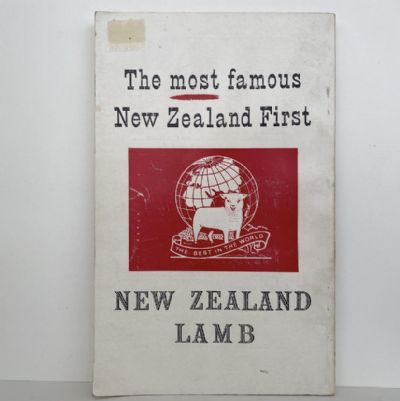 The most famous
New Zealand First
THE BEST IN THE WORLD
NEW ZEALAND
LAMB